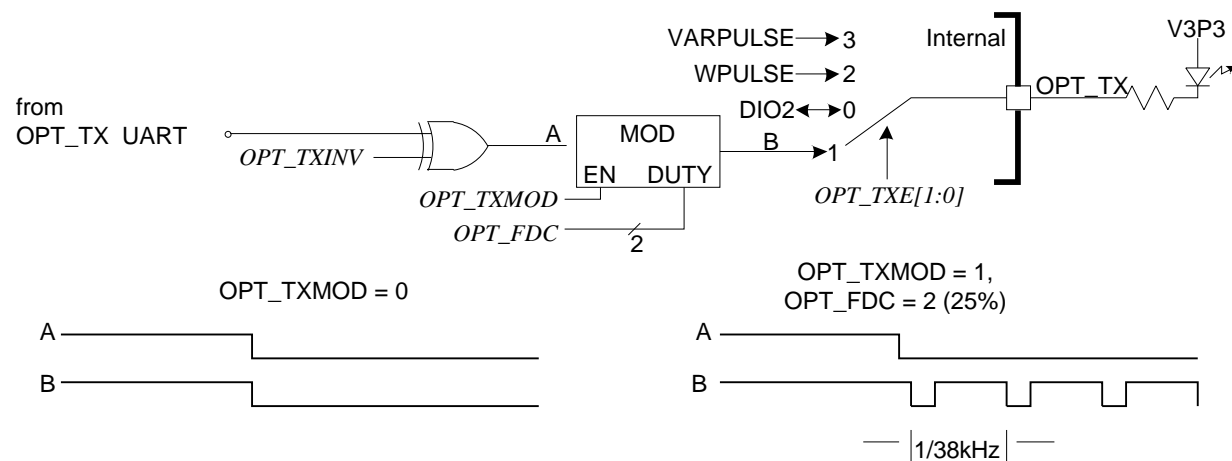 VARPULSE 3
Internal
V3P3
WPULSE 2
OPT_TX
from
OPT_TX UART
DIO2 0
A
MOD
B
1
OPT_TXINV
EN DUTY
OPT_TXMOD
OPT_TXE[1:0]
OPT_FDC
2
OPT_TXMOD = 0
OPT_TXMOD = 1,
OPT_FDC = 2 (25%)
A
B
A
B
1/38kHz